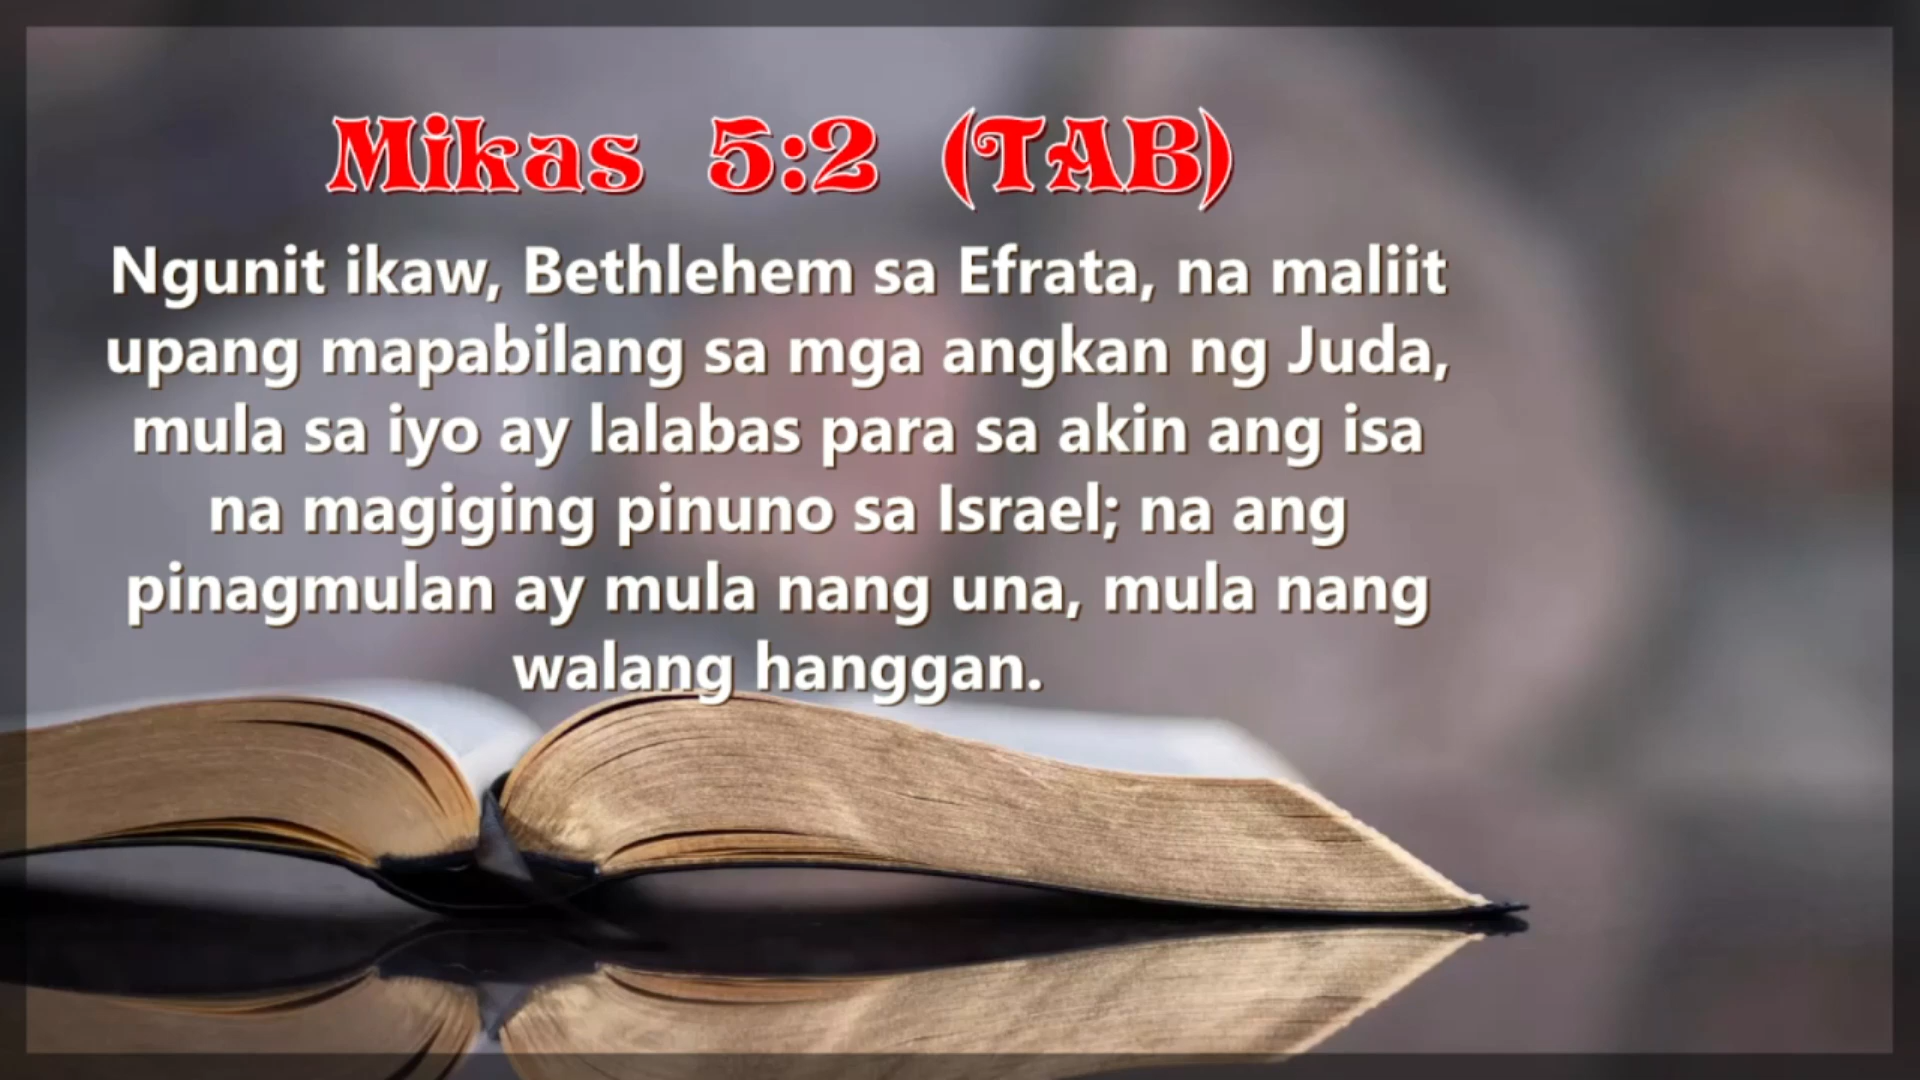 Mikas 5:2 (TAB)
Ngunit ikaw, Bethlehem sa Efrata, na maliit
upang mapabilang sa mga angkan ng Juda,
mula sa iyo ay lalabas para sa akin ang isa
na magiging pinuno sa Israel; na ang
pinagmulan ay mula nang una, mula nang
walang hanggan.